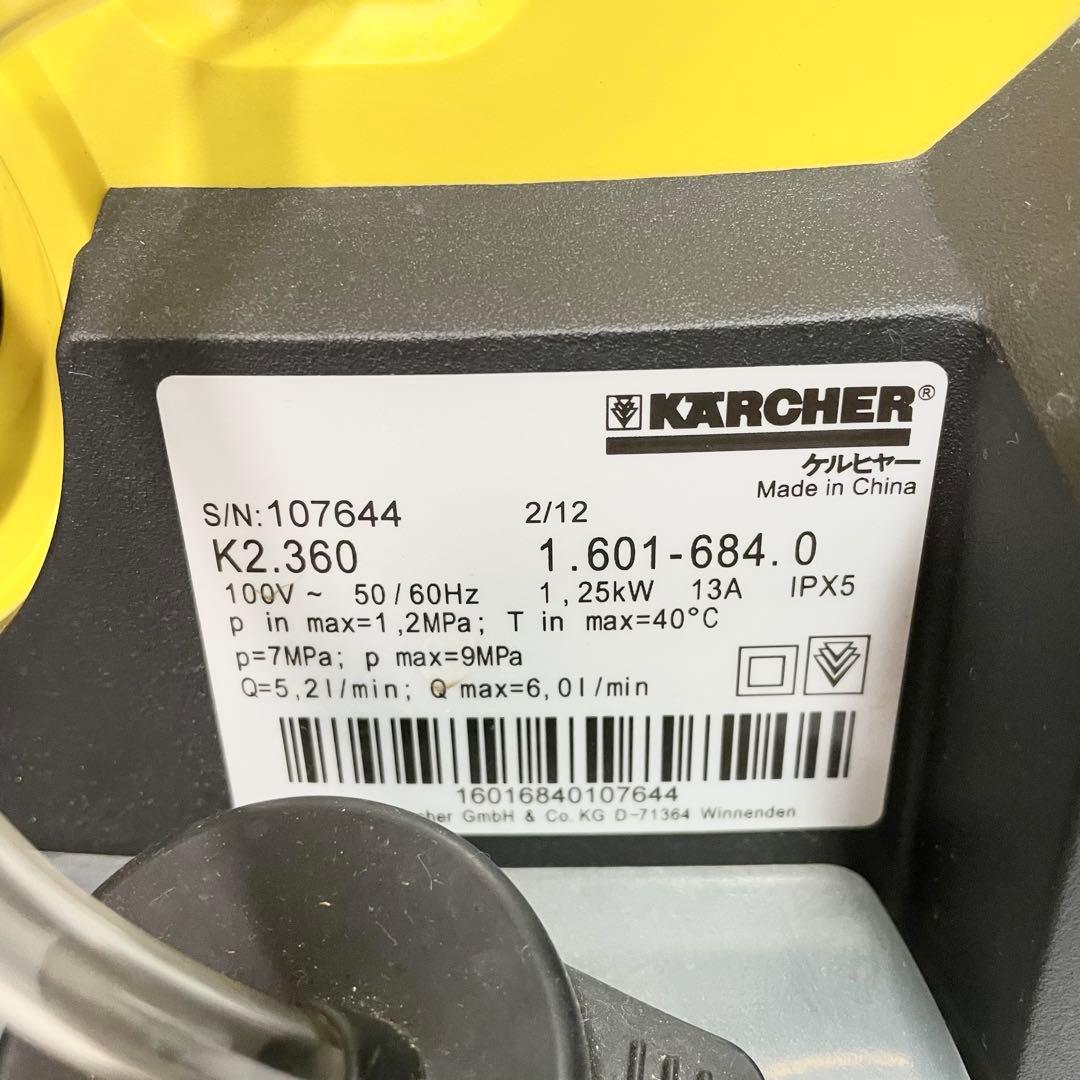 KÄRCHER®
ケルヒャー
Made in China
S/N: 107644 2/12
K2.360 1.601-684.0
100V ~ 50/60Hz 1,25kW 13A IPX5
p in max=1,2MPa; T in max=40°C
p=7MPa; p max=9MPa
Q=5,2l/min; Q max=6,0l/min
16016840107644
GmbH & Co. KG D-71364 Winnenden